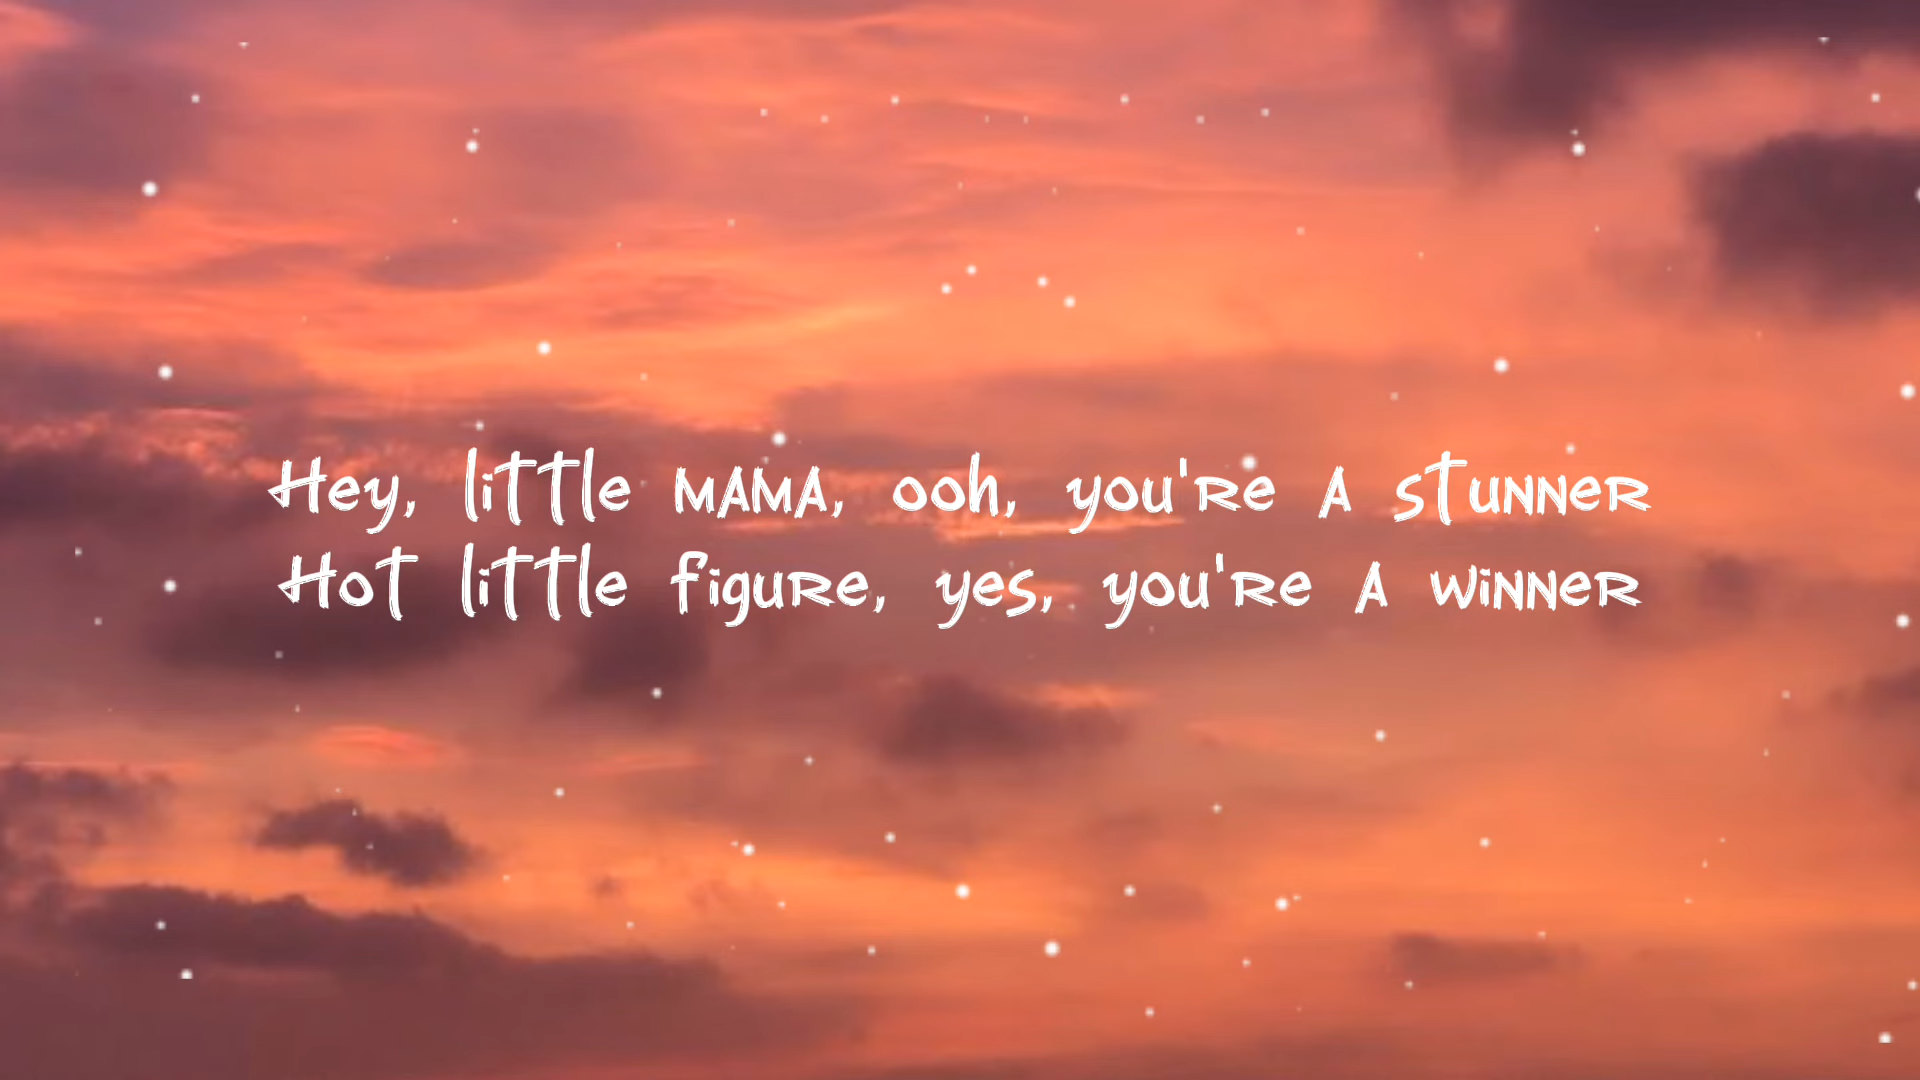 Hey, little mama, ooh, you're a stunner
Hot little figure, yes, you're a winner